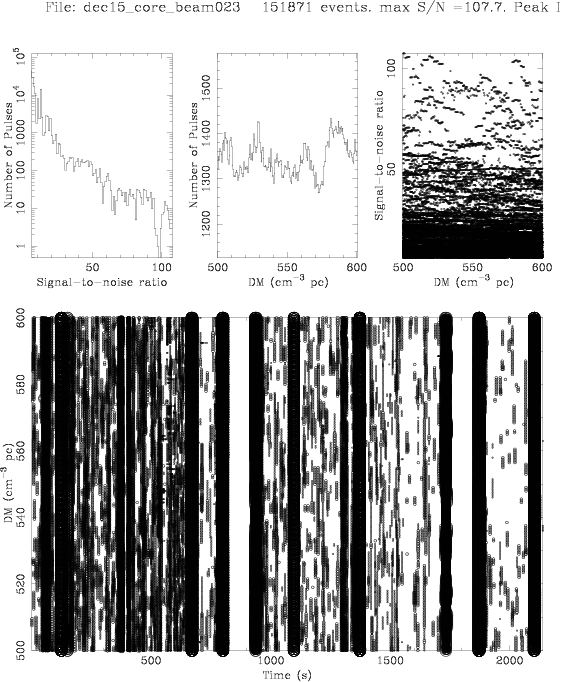 File: dec15_core_beam023 151871 events. max S/N =107.7. Peak I
Number of Pulses
1 10 100 1000 10^4 10^5
50 100
Signal-to-noise ratio
Number of Pulses
1200 1300 1400 1500
500 550 600
DM (cm^-3 pc)
Signal-to-noise ratio
50 100
500 550 600
DM (cm^-3 pc)
DM (cm^-3 pc)
500 520 540 560 580 600
500 1000 1500 2000
Time (s)